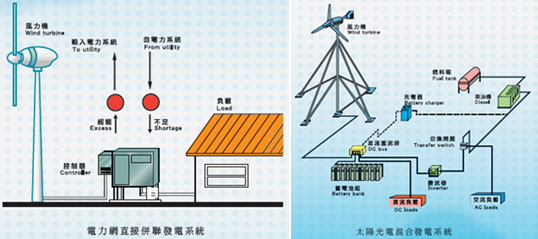 風力機
Wind turbine
輸入電力系統
To utility
自電力系統
From utility
超額
Excess
不足
Shortage
負載
Load
控制器
Controller
電力網直接併聯發電系統
風力機
Wind turbine
燃料箱
Fuel tank
柴油機
Diesel
充電器
Battery charger
切換開關
Transfer switch
直流匯流排
DC bus
蓄電池組
Battery bank
變流器
Inverter
直流負載
DC loads
交流負載
AC loads
太陽光電混合發電系統